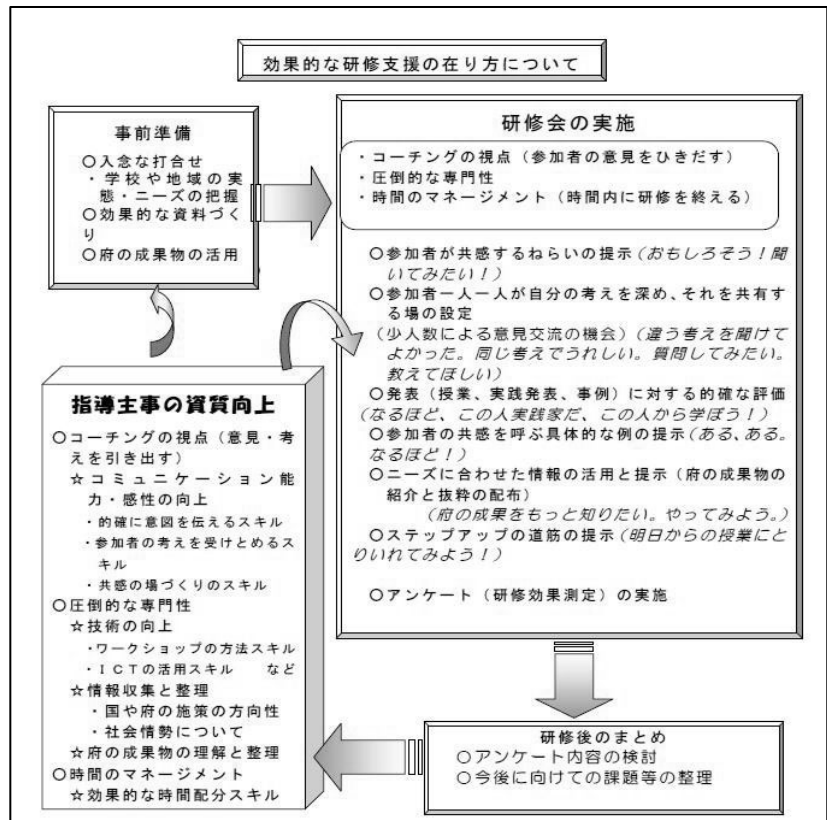 効果的な研修支援の在り方について
事前準備
○入念な打合せ
・学校や地域の実
態・ニーズの把握
○効果的な資料づく
り
○府の成果物の活用
研修会の実施
・コーチングの視点（参加者の意見をひきだす）
・圧倒的な専門性
・時間のマネージメント（時間内に研修を終える）
○参加者が共感するねらいの提示（おもしろそう！聞
いてみたい！）
○参加者一人一人が自分の考えを深め、それを共有す
る場の設定
（少人数による意見交流の機会）（違う考えを聞けて
よかった。同じ考えでうれしい。質問してみたい。
教えてほしい）
○発表（授業、実践発表、事例）に対する的確な評価
（なるほど、この人実践家だ、この人から学ぼう！）
○参加者の共感を呼ぶ具体的な例の提示（ある、ある。
なるほど！）
○ニーズに合わせた情報の活用と提示（府の成果物の
紹介と抜粋の配布）
（府の成果をもっと知りたい。やってみよう。）
○ステップアップの道筋の提示（明日からの授業にと
りいれてみよう！）
○アンケート（研修効果測定）の実施
指導主事の資質向上
○コーチングの視点（意見・考
えを引き出す）
☆コミュニケーション能
力・感性の向上
・的確に意図を伝えるスキル
・参加者の考えを受けとめるス
キル
・共感の場づくりのスキル
○圧倒的な専門性
☆技術の向上
・ワークショップの方法スキル
・ＩＣＴの活用スキル　など
☆情報収集と整理
・国や府の施策の方向性
・社会情勢について
☆府の成果物の理解と整理
○時間のマネージメント
☆効果的な時間配分スキル
研修後のまとめ
○アンケート内容の検討
○今後に向けての課題等の整理